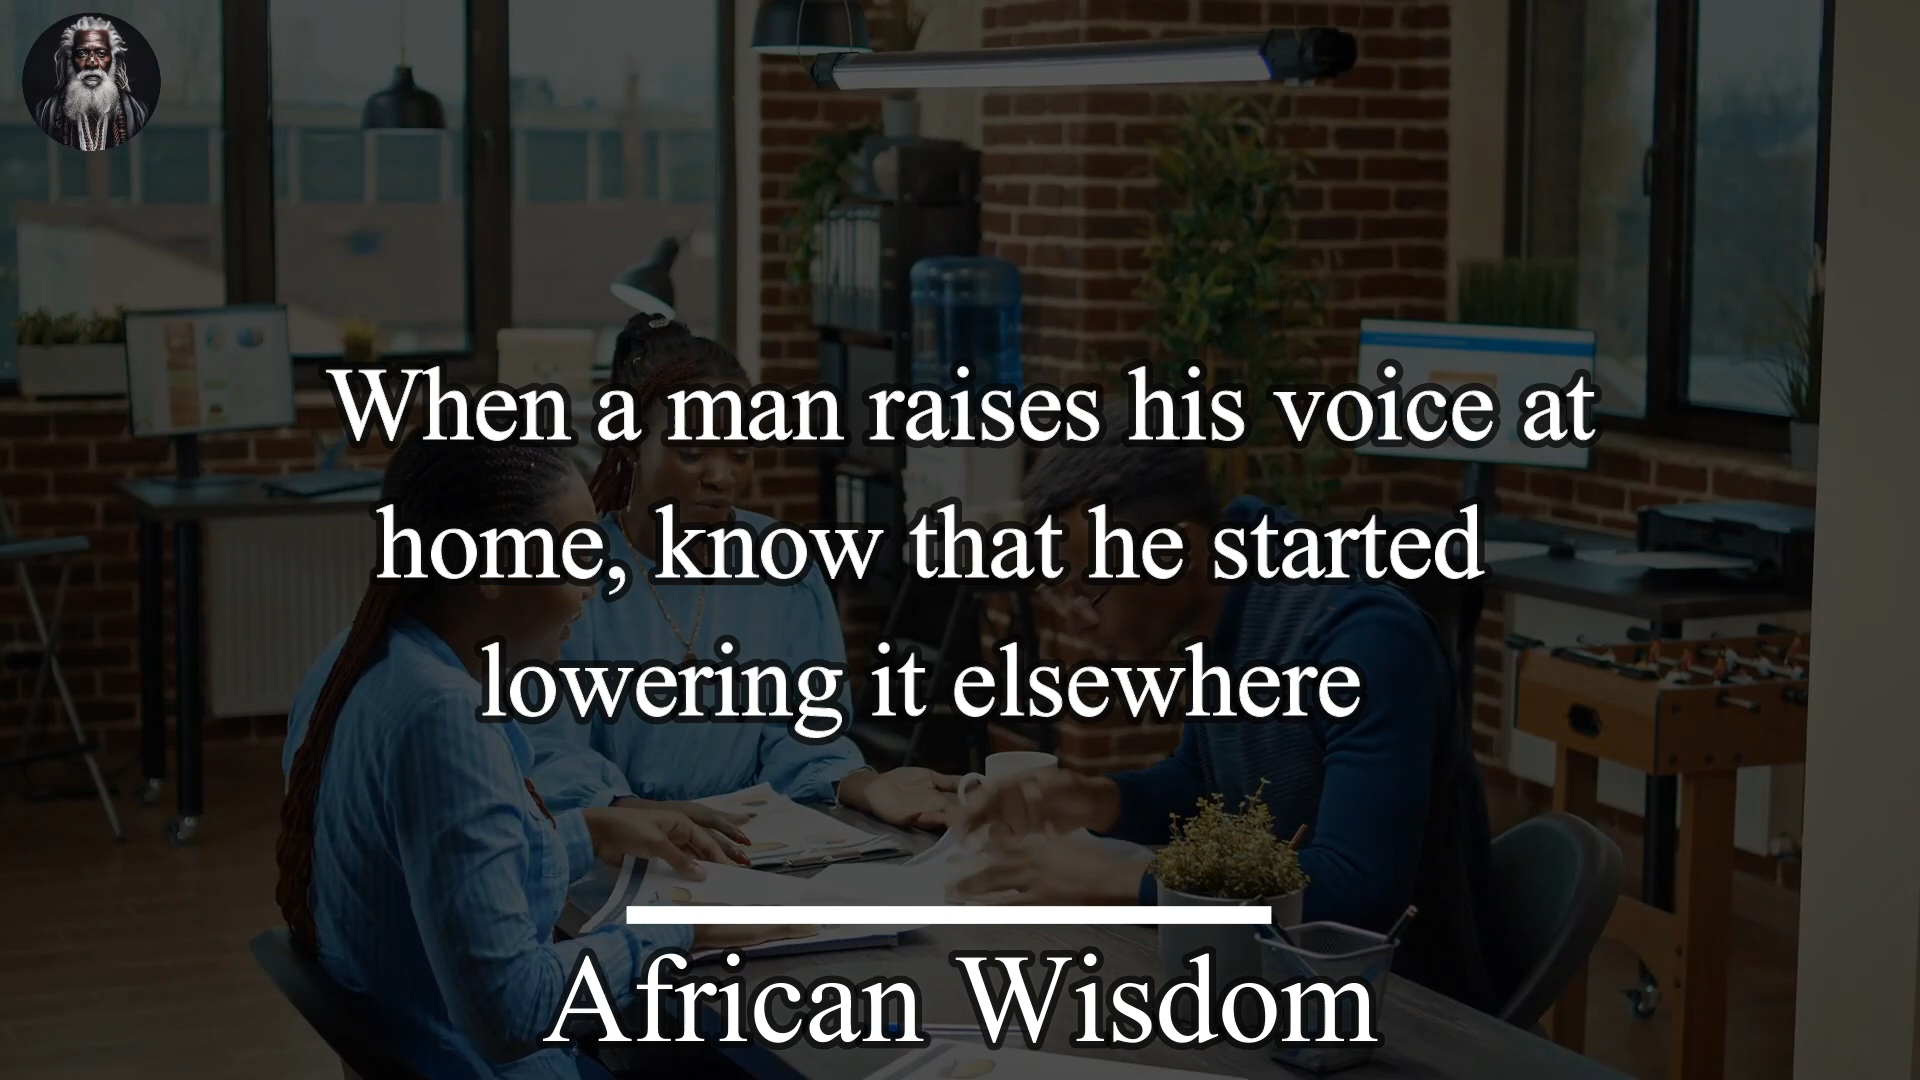 When a man raises his voice at
home, know that he started
lowering it elsewhere
African Wisdom